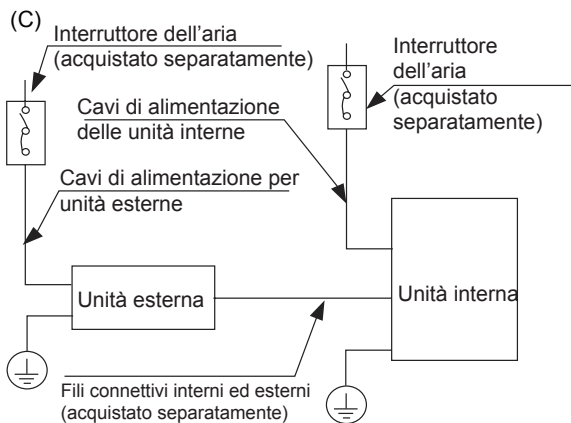 (C)
Interruttore dell'aria
(acquistato separatamente)
Interruttore
dell'aria
(acquistato
separatamente)
Cavi di alimentazione
delle unità interne
Cavi di alimentazione per
unità esterne
Unità esterna
Unità interna
Fili connettivi interni ed esterni
(acquistato separatamente)